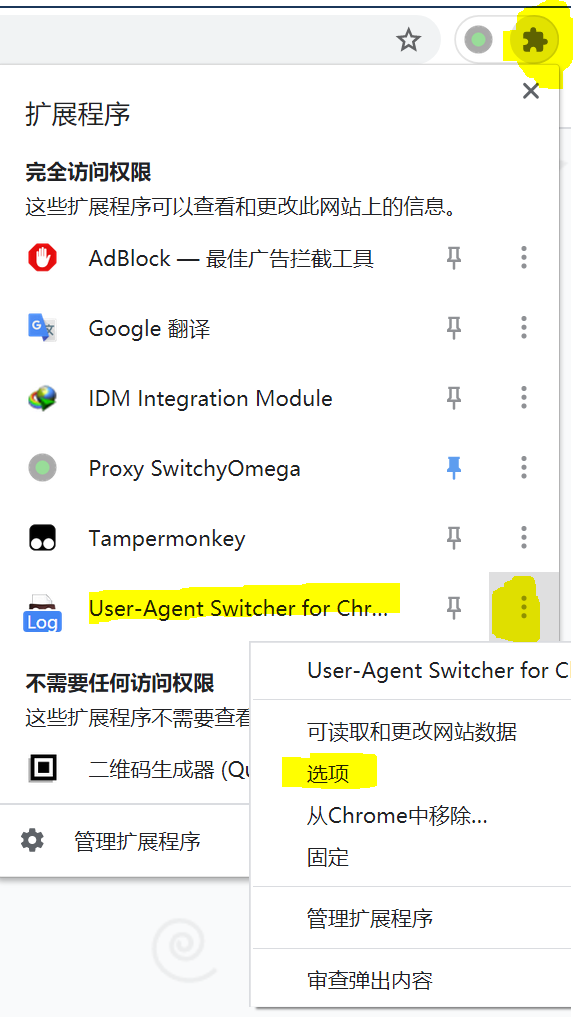 扩展程序
完全访问权限
这些扩展程序可以查看和更改此网站上的信息。
AdBlock — 最佳广告拦截工具
Google 翻译
IDM Integration Module
Proxy SwitchyOmega
Tampermonkey
Log User-Agent Switcher for Chr...
不需要任何访问权限
这些扩展程序不需要查看
二维码生成器 (Qu
管理扩展程序
User-Agent Switcher for C
可读取和更改网站数据
选项
从Chrome中移除...
固定
管理扩展程序
审查弹出内容